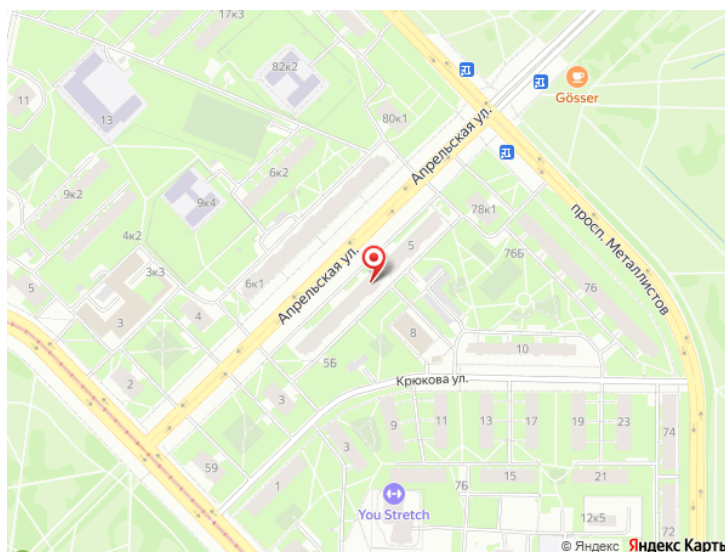 17к3
82к2
11
13
Gösser
80к1
Апрельская ул.
6к2
9к2
9к4
78к1
просп. Металлистов
4к2
5
76Б
Апрельская ул.
3к3
6к1
5
4
76
3
8
10
5Б
2
Крюкова ул.
3
9
11
13
17
19
23
74
3
59
1
7Б
15
21
You Stretch
12к5
72
© Яндекс Яндекс Карты